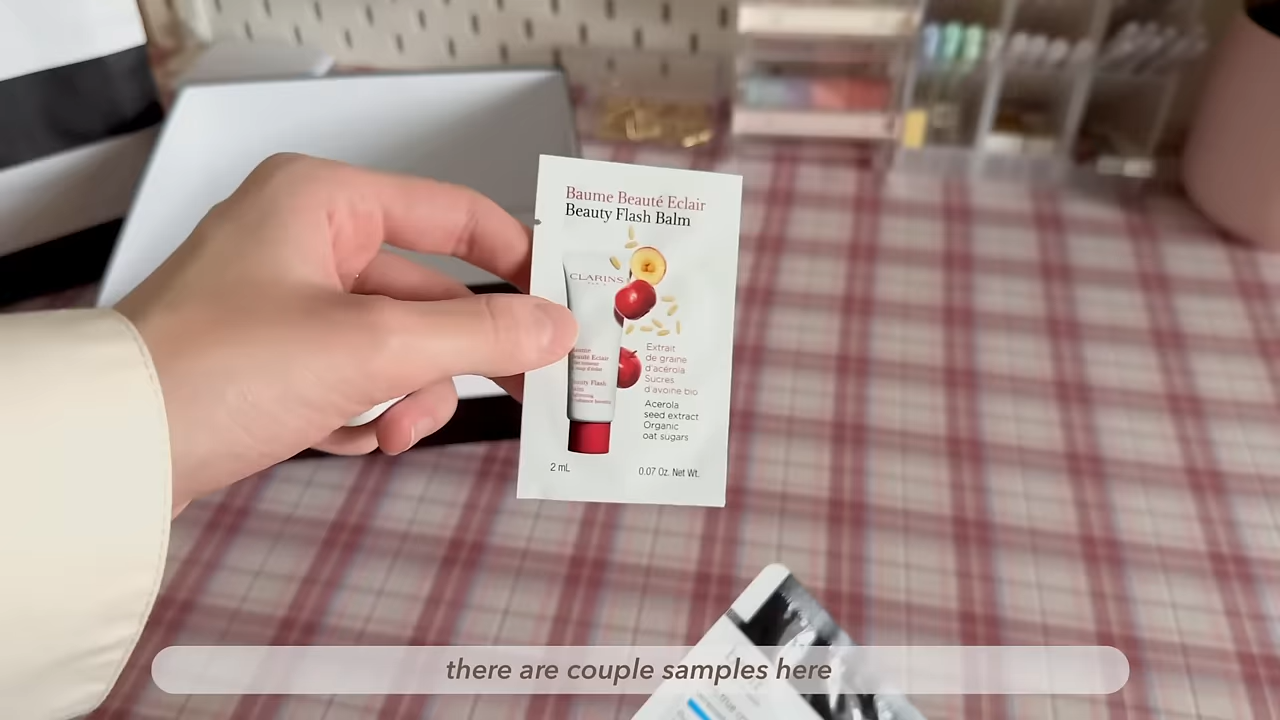 Baume Beauté Eclair
Beauty Flash Balm
CLARINS
Extrait
de graine
d'acérola
Sucres
d'avoine bio
Acerola
seed extract
Organic
oat sugars
2 mL
0.07 Oz. Net Wt.
there are couple samples here